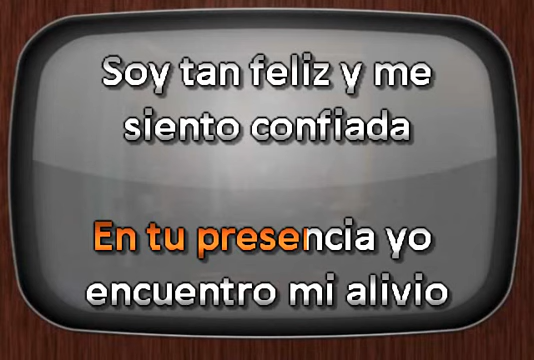 Soy tan feliz y me
siento confiada
En tu presencia yo
encuentro mi alivio